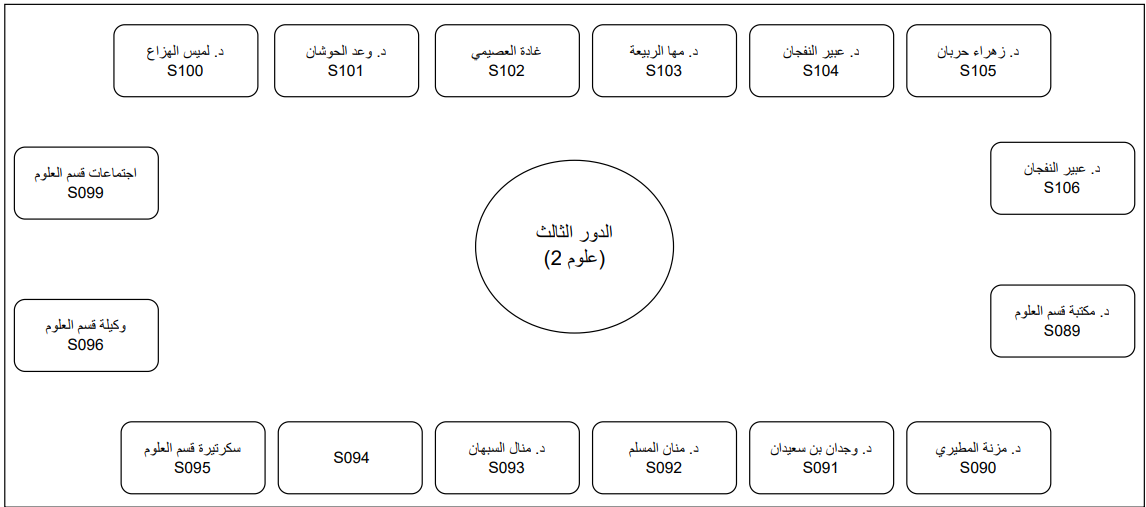 د. زهراء حربان
S105
د. عبير النفجان
S104
د. مها الربيعة
S103
غادة العصيمي
S102
د. وعد الحوشان
S101
د. لميس الهزاع
S100
د. عبير النفجان
S106
اجتماعات قسم العلوم
S099
الدور الثالث
(علوم 2)
د. مكتبة قسم العلوم
S089
وكيلة قسم العلوم
S096
د. مزنة المطيري
S090
د. وجدان بن سعيدان
S091
د. منان المسلم
S092
د. منال السبهان
S093
S094
سكرتيرة قسم العلوم
S095